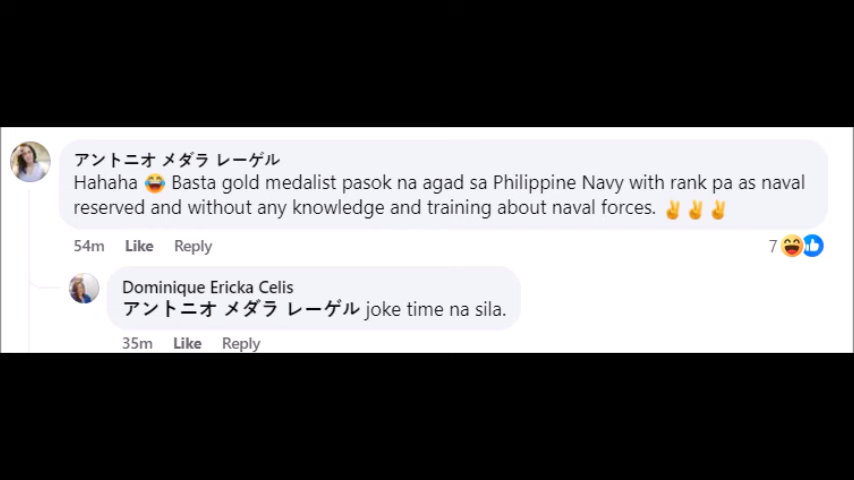 アントニオ メダラ レーゲル
Hahaha 😂 Basta gold medalist pasok na agad sa Philippine Navy with rank pa as naval
reserved and without any knowledge and training about naval forces. ✌️✌️✌️
54m Like Reply 7
Dominique Ericka Celis
アントニオ メダラ レーゲル joke time na sila.
35m Like Reply